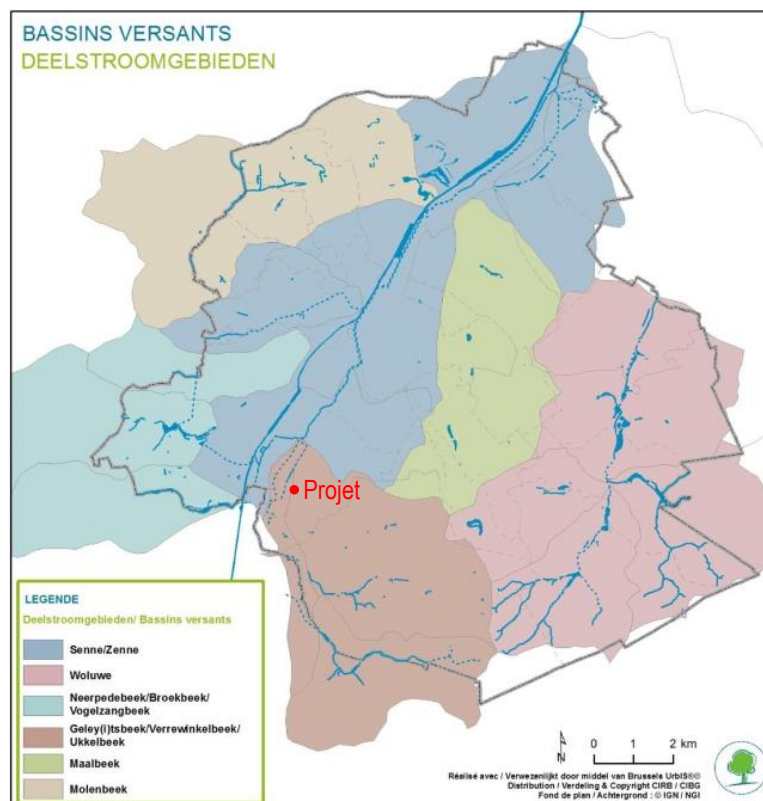 BASSINS VERSANTS
DEELSTROOMGEBIEDEN
Projet
LEGENDE
Deelstroomgebieden/ Bassins versants
Senne/Zenne
Woluwe
Neerpedebeek/Broekbeek/
Vogelzangbeek
Geley(i)tsbeek/Verrewinkelbeek/
Ukkelbeek
Maalbeek
Molenbeek
N
0 1 2 km
Réalisé avec / Verwezenlijkt door middel van Brussels UrbIS®©
Distribution / Verdeling & Copyright CIRB / CIBG
Fond de plan / Achtergrond : © IGN / NGI